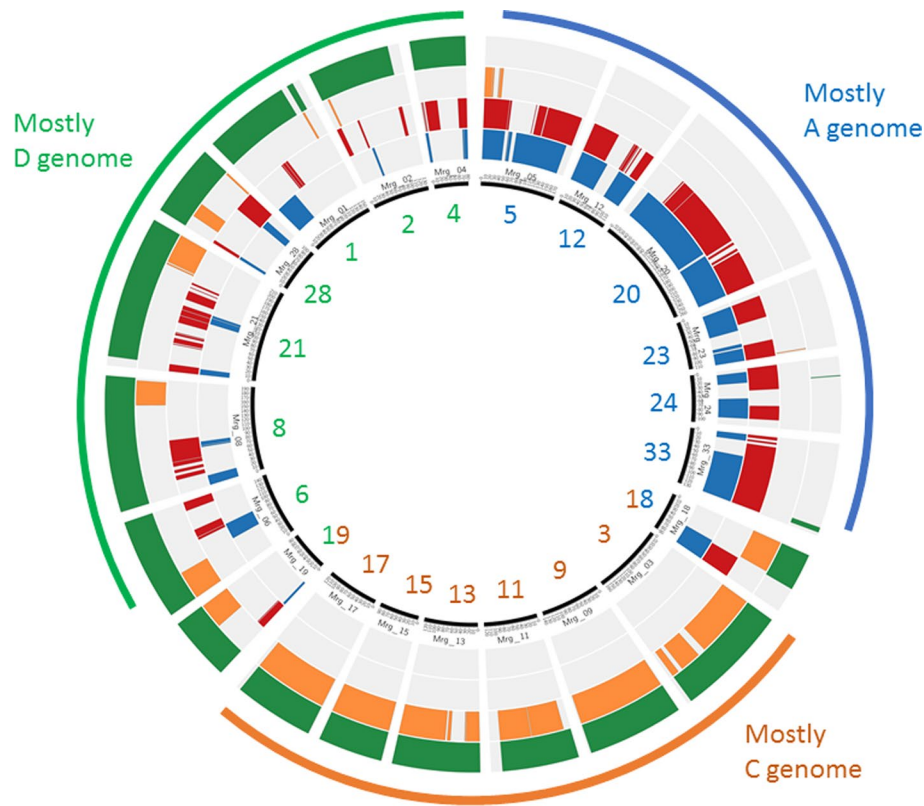 Mostly
D genome
Mostly
A genome
Mostly
C genome
Mrg_05
Mrg_12
Mrg_20
Mrg_23
Mrg_24
Mrg_33
Mrg_18
Mrg_03
Mrg_09
Mrg_11
Mrg_13
Mrg_15
Mrg_17
Mrg_19
Mrg_06
Mrg_08
Mrg_21
Mrg_28
Mrg_01
Mrg_02
Mrg_04
5
12
20
23
24
33
18
3
9
11
13
15
17
19
6
8
21
28
1
2
4